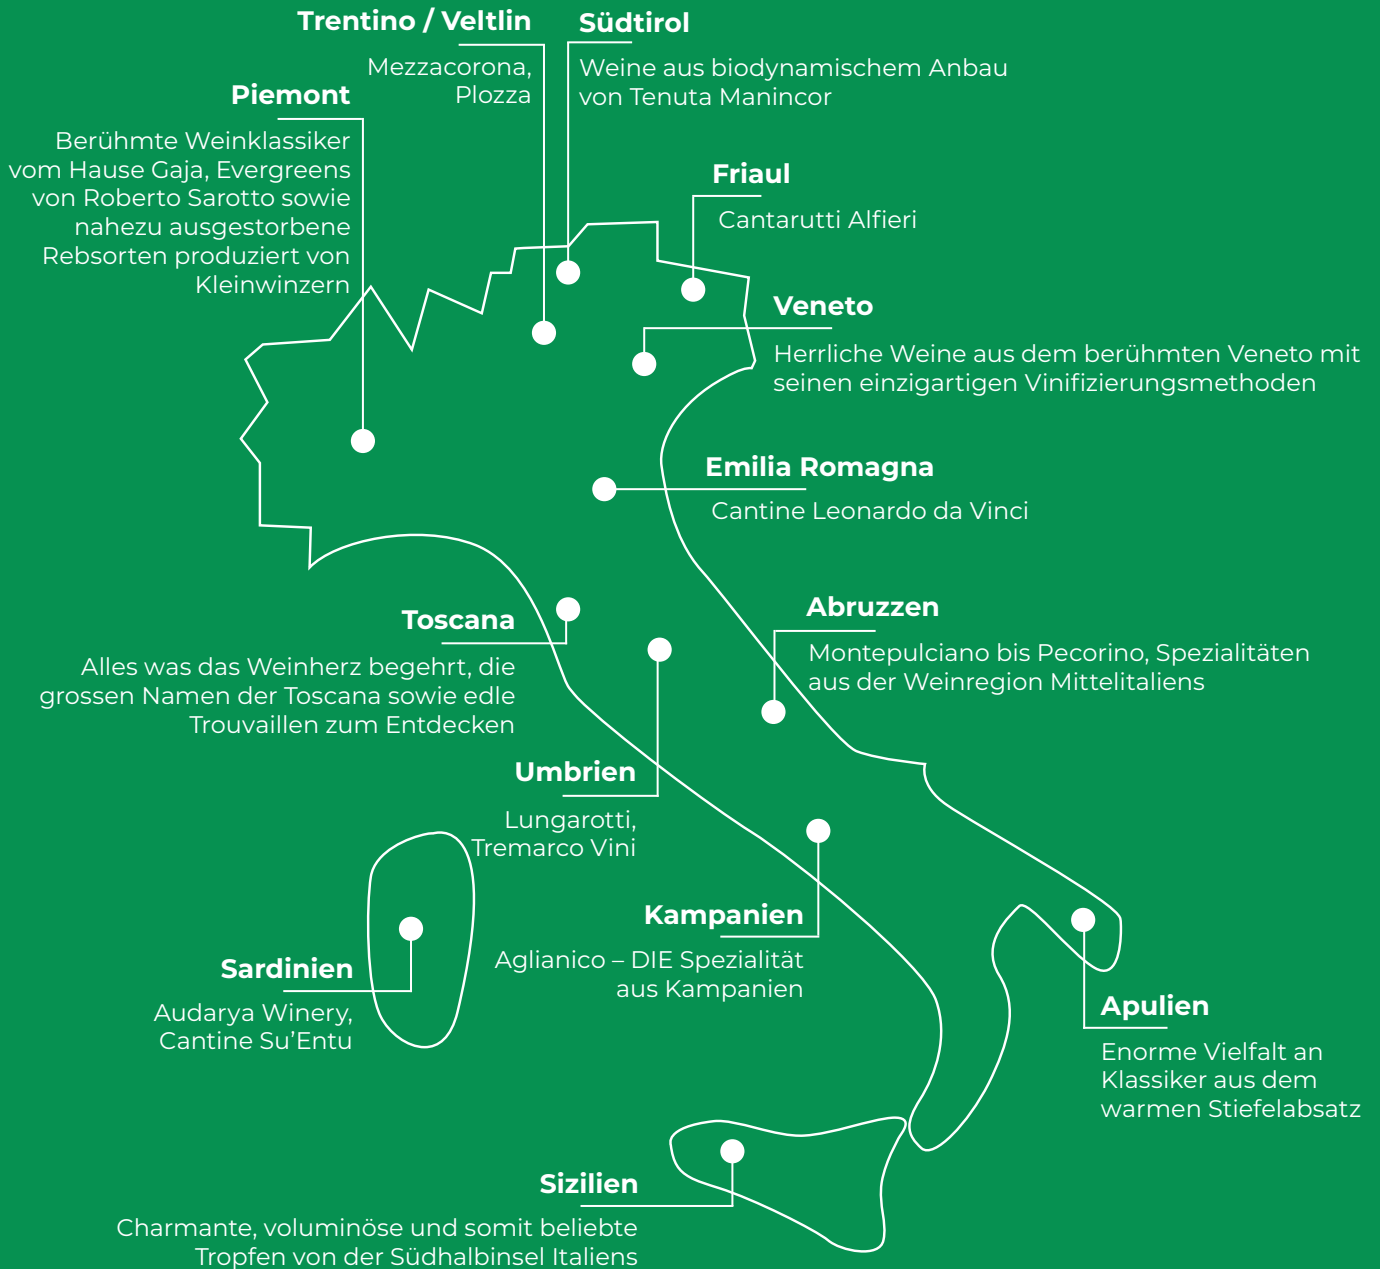 Trentino / Veltlin
Mezzacorona,
Plozza
Südtirol
Weine aus biodynamischem Anbau
von Tenuta Manincor
Piemont
Berühmte Weinklassiker
vom Hause Gaja, Evergreens
von Roberto Sarotto sowie
nahezu ausgestorbene
Rebsorten produziert von
Kleinwinzern
Friaul
Cantarutti Alfieri
Veneto
Herrliche Weine aus dem berühmten Veneto mit
seinen einzigartigen Vinifizierungsmethoden
Emilia Romagna
Cantine Leonardo da Vinci
Toscana
Alles was das Weinherz begehrt, die
grossen Namen der Toscana sowie edle
Trouvaillen zum Entdecken
Abruzzen
Montepulciano bis Pecorino, Spezialitäten
aus der Weinregion Mittelitaliens
Umbrien
Lungarotti,
Tremarco Vini
Kampanien
Aglianico – DIE Spezialität
aus Kampanien
Sardinien
Audarya Winery,
Cantine Su’Entu
Apulien
Enorme Vielfalt an
Klassiker aus dem
warmen Stiefelabsatz
Sizilien
Charmante, voluminöse und somit beliebte
Tropfen von der Südhalbinsel Italiens